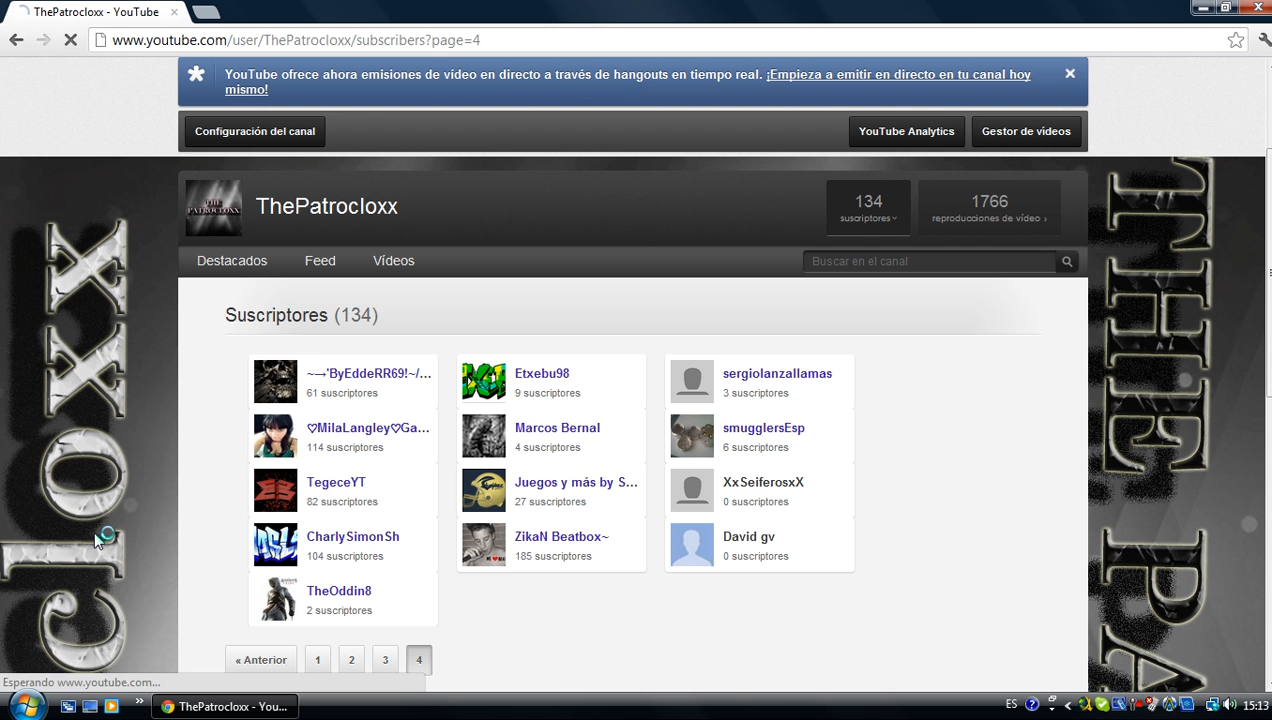 ThePatrocloxx - YouTube
www.youtube.com/user/ThePatrocloxx/subscribers?page=4
YouTube ofrece ahora emisiones de vídeo en directo a través de hangouts en tiempo real. ¡Empieza a emitir en directo en tu canal hoy
mismo!
Configuración del canal
YouTube Analytics
Gestor de vídeos
THE PATROCLOXX
ThePatrocloxx
134
suscriptores
1766
reproducciones de vídeo ›
Destacados
Feed
Vídeos
Buscar en el canal
Suscriptores (134)
~→'ByEddeRR69!~/...
61 suscriptores
Etxebu98
9 suscriptores
sergiolanzallamas
3 suscriptores
♡MilaLangley♡Ga...
114 suscriptores
Marcos Bernal
4 suscriptores
smugglersEsp
6 suscriptores
TegeceYT
82 suscriptores
Juegos y más by S...
27 suscriptores
XxSeiferosxX
0 suscriptores
CharlySimonSh
104 suscriptores
ZikaN Beatbox~
185 suscriptores
David gv
0 suscriptores
TheOddin8
2 suscriptores
« Anterior
1
2
3
4
cloxx
THE PA
Esperando www.youtube.com...
»
ThePatrocloxx - You...
ES
15:13